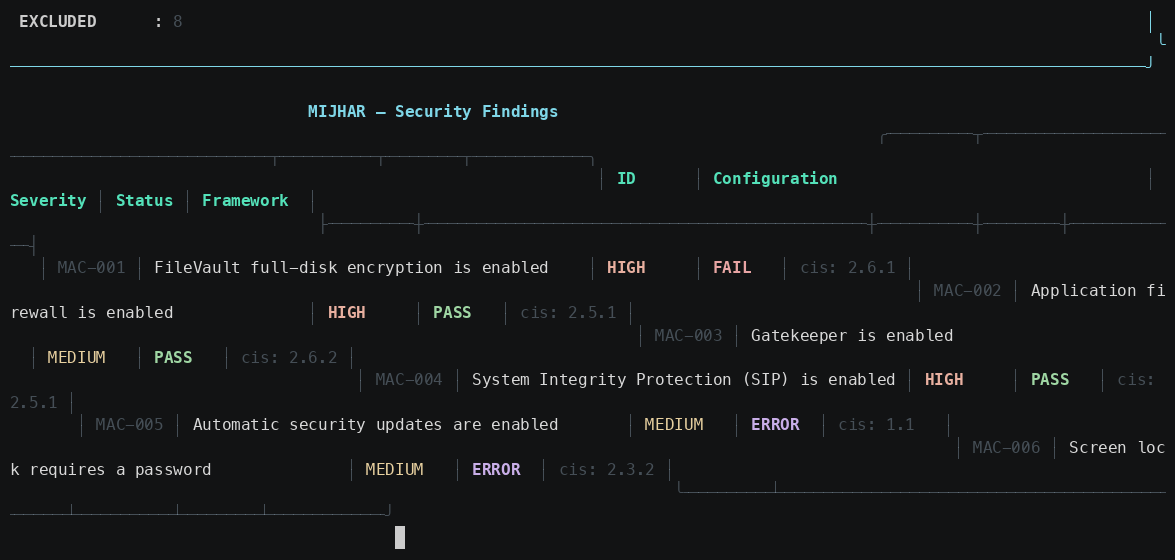 EXCLUDED : 8
MIJHAR — Security Findings
ID Configuration
Severity Status Framework
MAC-001 FileVault full-disk encryption is enabled HIGH FAIL cis: 2.6.1
MAC-002 Application fi
rewall is enabled HIGH PASS cis: 2.5.1
MAC-003 Gatekeeper is enabled
MEDIUM PASS cis: 2.6.2
MAC-004 System Integrity Protection (SIP) is enabled HIGH PASS cis:
2.5.1
MAC-005 Automatic security updates are enabled MEDIUM ERROR cis: 1.1
MAC-006 Screen loc
k requires a password MEDIUM ERROR cis: 2.3.2